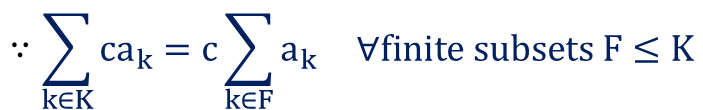 ∵ ∑_{k∈K} ca_k = c ∑_{k∈F} a_k ∀finite subsets F ≤ K